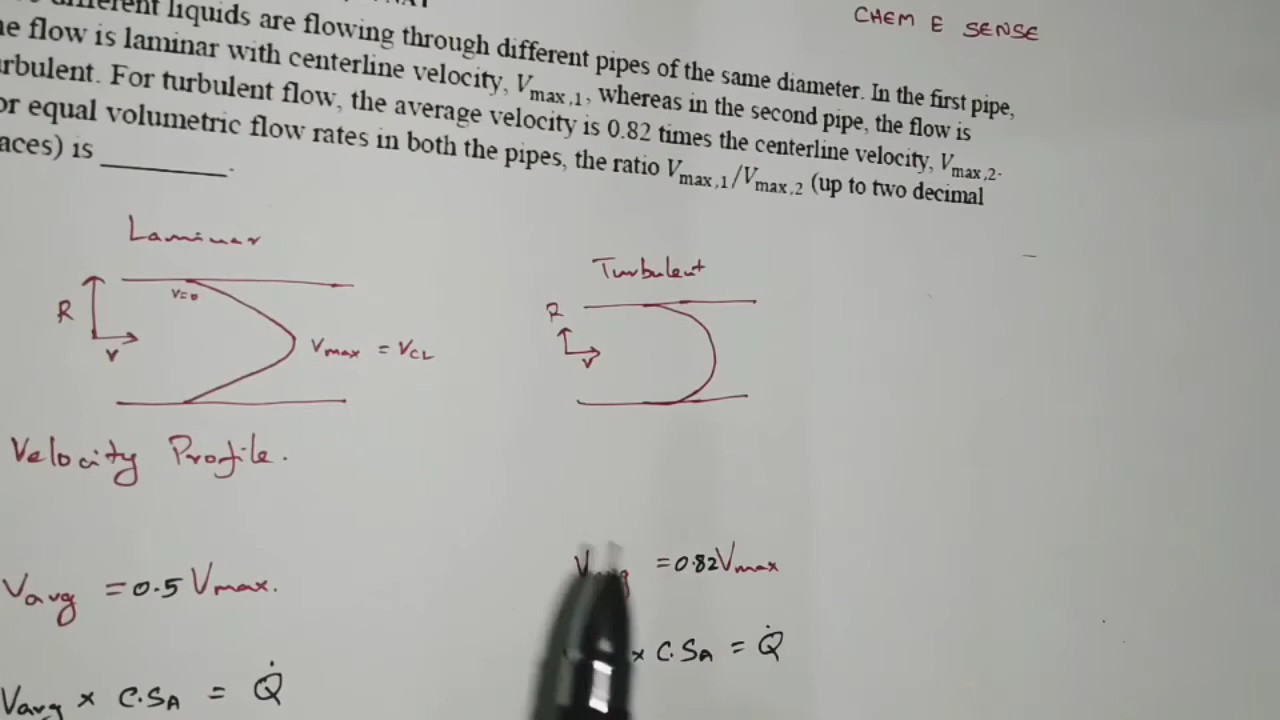 CHEM E SENSE
different liquids are flowing through different pipes of the same diameter. In the first pipe,
flow is laminar with centerline velocity, Vmax,1, whereas in the second pipe, the flow is
rbulent. For turbulent flow, the average velocity is 0.82 times the centerline velocity, Vmax,2.
or equal volumetric flow rates in both the pipes, the ratio Vmax,1/Vmax,2 (up to two decimal
aces) is ________.
Laminar
Turbulent
V=0
R
V
Vmax = VCL
R
V
Velocity Profile.
Vavg = 0.5 Vmax.
= 0.82Vmax
Vavg x C.SA = Q̇
x C.SA = Q̇